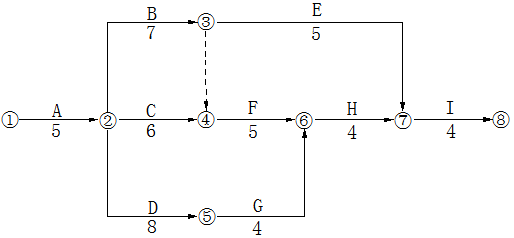 B E
③
7 5
A C F H I
① ② ④ ⑥ ⑦ ⑧
5 6 5 4 4
D G
⑤
8 4